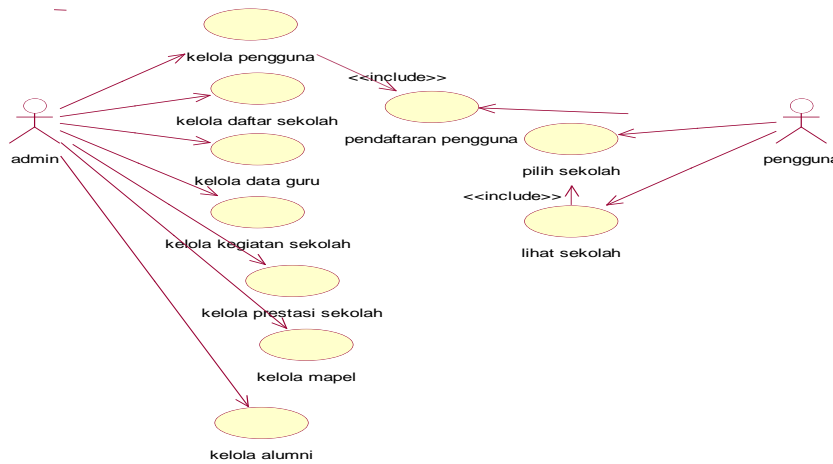 kelola pengguna
<<include>>
kelola daftar sekolah
pendaftaran pengguna
admin
pengguna
pilih sekolah
kelola data guru
<<include>>
kelola kegiatan sekolah
lihat sekolah
kelola prestasi sekolah
kelola mapel
kelola alumni